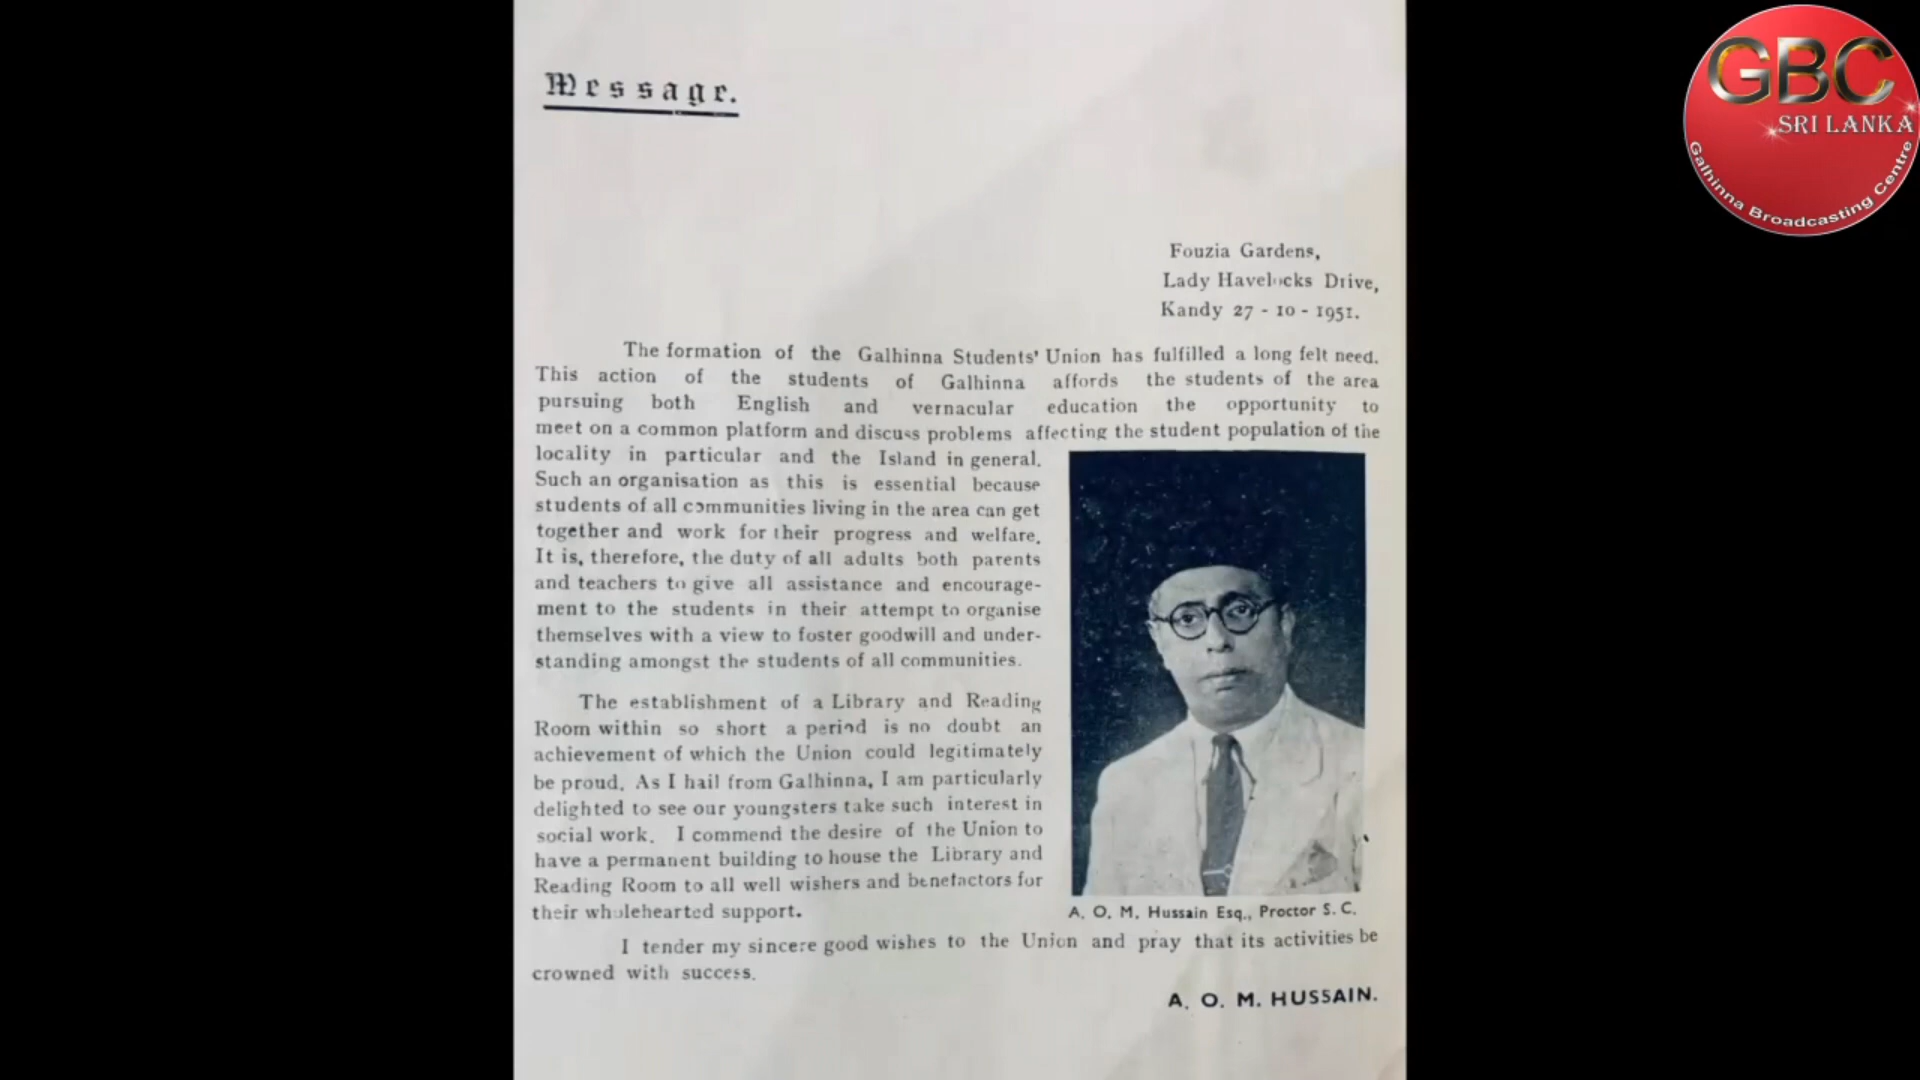 Message.
GBC
SRI LANKA
Galhinna Broadcasting Centre
Fouzia Gardens,
Lady Havelocks Drive,
Kandy 27 - 10 - 1951.
The formation of the Galhinna Students' Union has fulfilled a long felt need.
This action of the students of Galhinna affords the students of the area
pursuing both English and vernacular education the opportunity to
meet on a common platform and discuss problems affecting the student population of the
locality in particular and the Island in general.
Such an organisation as this is essential because
students of all communities living in the area can get
together and work for their progress and welfare.
It is, therefore, the duty of all adults both parents
and teachers to give all assistance and encourage-
ment to the students in their attempt to organise
themselves with a view to foster goodwill and under-
standing amongst the students of all communities.
The establishment of a Library and Reading
Room within so short a period is no doubt an
achievement of which the Union could legitimately
be proud. As I hail from Galhinna, I am particularly
delighted to see our youngsters take such interest in
social work. I commend the desire of the Union to
have a permanent building to house the Library and
Reading Room to all well wishers and benefactors for
their wholehearted support.
A. O. M. Hussain Esq., Proctor S. C.
I tender my sincere good wishes to the Union and pray that its activities be
crowned with success.
A. O. M. HUSSAIN.